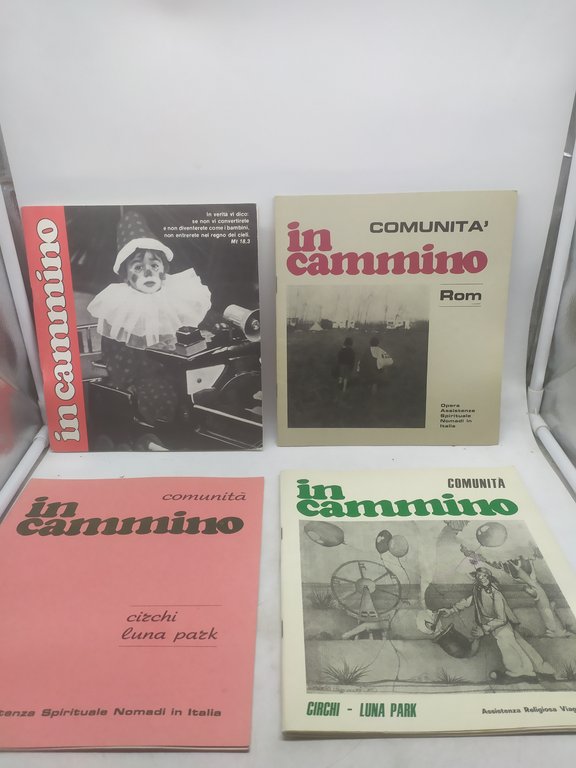 in cammino
In verità vi dico:
se non vi convertirete
e non diventerete come i bambini,
non entrerete nel regno dei cieli.
Mt 18,3
COMUNITA'
in
cammino
Rom
Opera
Assistenza
Spirituale
Nomadi in
Italia
comunità
in
cammino
circhi
luna park
tenza Spirituale Nomadi in Italia
COMUNITÀ
in
cammino
CIRCHI - LUNA PARK
Assistenza Religiosa Viag